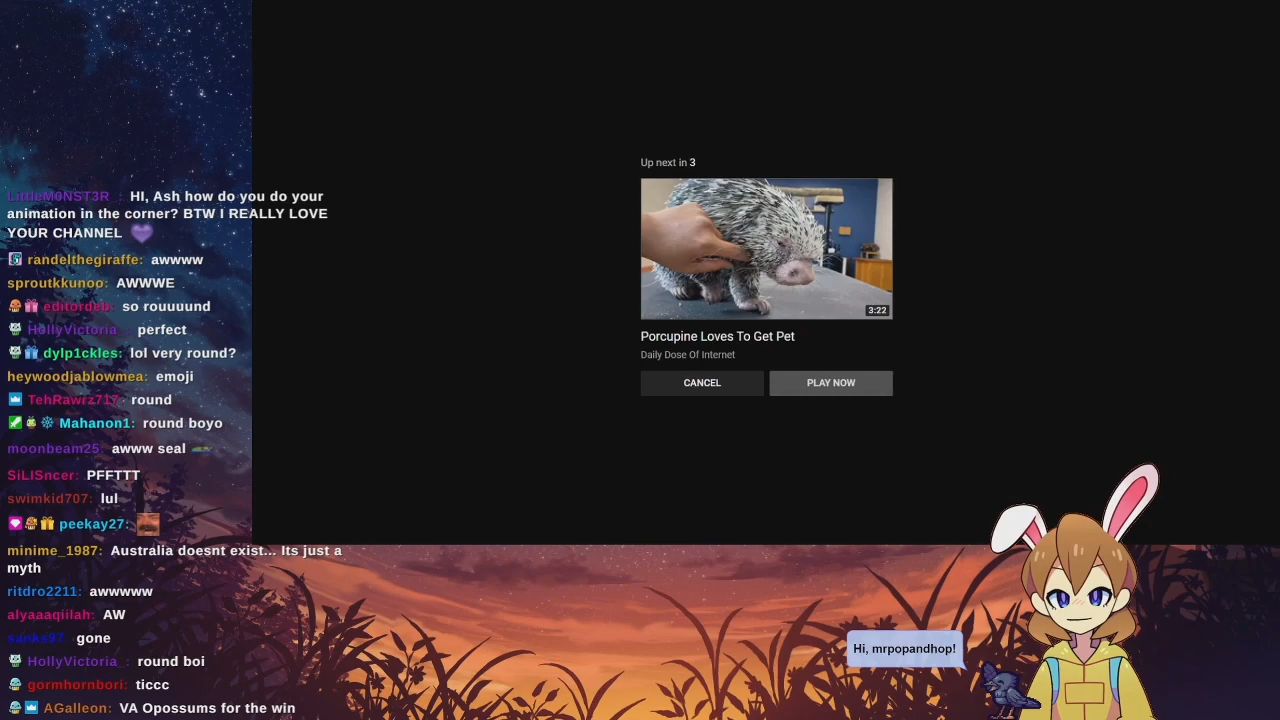 LittleM0NST3R : HI, Ash how do you do your
animation in the corner? BTW I REALLY LOVE
YOUR CHANNEL
randelthegiraffe: awwww
sproutkkunoo: AWWWE
editordeb: so rouuuund
HollyVictoria : perfect
dylp1ckles: lol very round?
heywoodjablowmea: emoji
TehRawrz717: round
Mahanon1: round boyo
moonbeam25: awww seal
SiLISncer: PFFTTT
swimkid707: lul
peekay27:
minime_1987: Australia doesnt exist... Its just a
myth
ritdro2211: awwwww
alyaaaqiilah: AW
sanks97: gone
HollyVictoria : round boi
gormhornbori: ticcc
AGalleon: VA Opossums for the win
Up next in 3
3:22
Porcupine Loves To Get Pet
Daily Dose Of Internet
CANCEL
PLAY NOW
Hi, mrpopandhop!